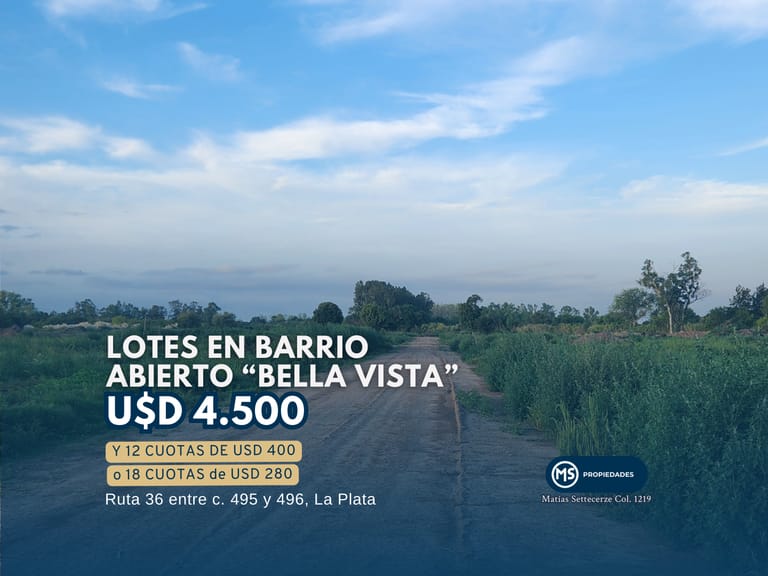 LOTES EN BARRIO
ABIERTO “BELLA VISTA”
U$D 4.500
Y 12 CUOTAS DE USD 400
o 18 CUOTAS de USD 280
Ruta 36 entre c. 495 y 496, La Plata
MS PROPIEDADES
Matías Settecerze Col. 1219